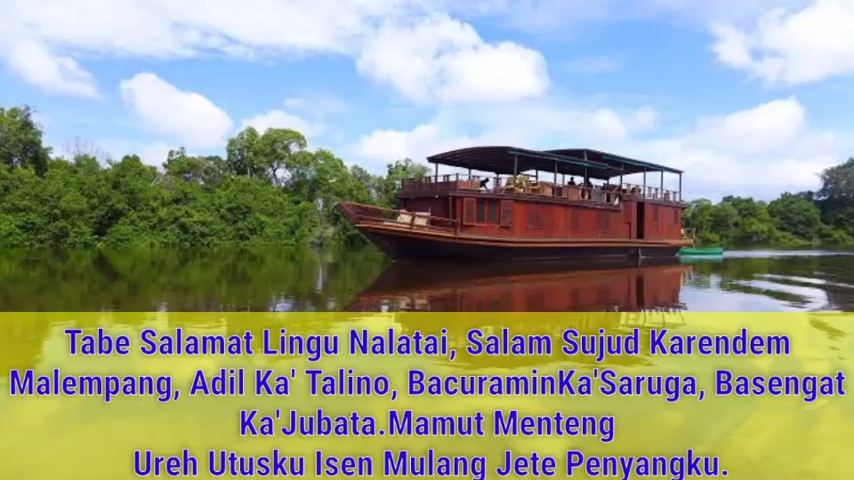 Tabe Salamat Lingu Nalatai, Salam Sujud Karendem
Malempang, Adil Ka' Talino, BacuraminKa'Saruga, Basengat
Ka'Jubata.Mamut Menteng
Ureh Utusku Isen Mulang Jete Penyangku.